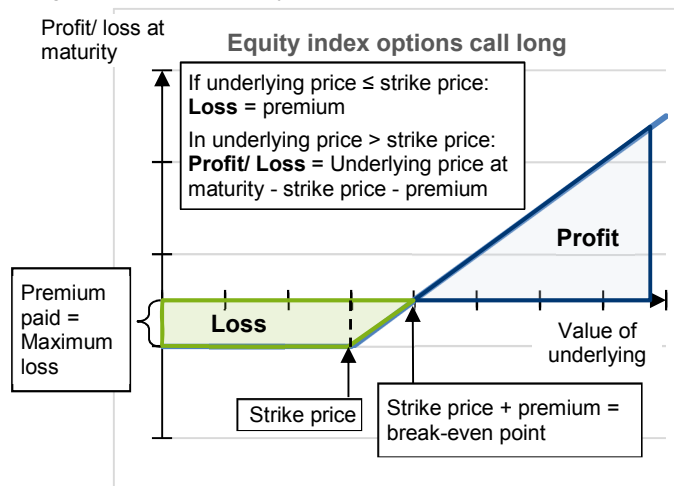 Profit/ loss at
maturity
Equity index options call long
If underlying price ≤ strike price:
Loss = premium
In underlying price > strike price:
Profit/ Loss = Underlying price at
maturity - strike price - premium
Profit
Premium
paid =
Maximum
loss
Loss
Value of
underlying
Strike price
Strike price + premium =
break-even point